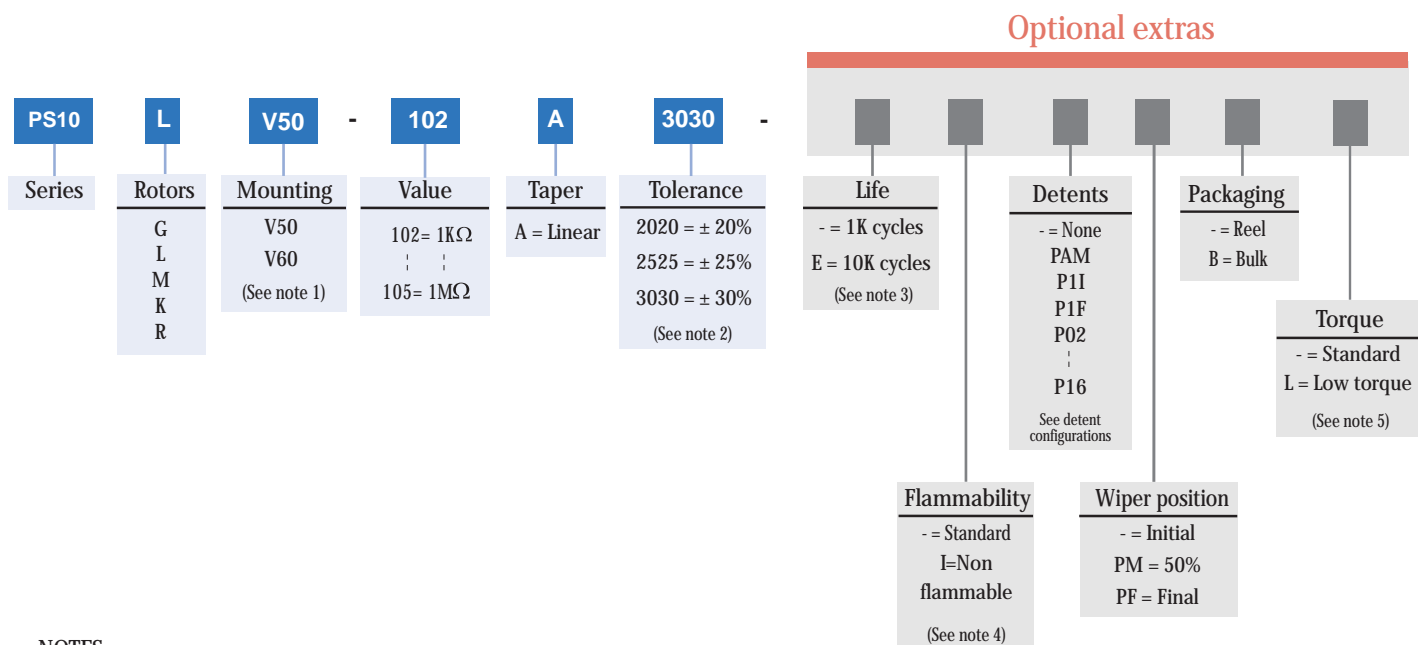 Optional extras
PS10 L V50 - 102 A 3030 -
Series
Rotors
G
L
M
K
R
Mounting
V50
V60
(See note 1)
Value
102= 1KΩ
105= 1MΩ
Taper
A = Linear
Tolerance
2020 = ± 20%
2525 = ± 25%
3030 = ± 30%
(See note 2)
Life
- = 1K cycles
E = 10K cycles
(See note 3)
Flammability
- = Standard
I=Non
flammable
(See note 4)
Detents
- = None
PAM
P1I
P1F
P02
P16
See detent
configurations
Wiper position
- = Initial
PM = 50%
PF = Final
Packaging
- = Reel
B = Bulk
Torque
- = Standard
L = Low torque
(See note 5)
NOTES